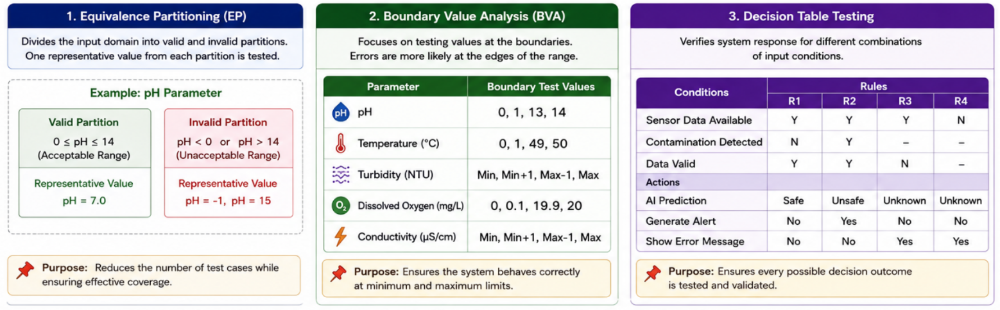 1. Equivalence Partitioning (EP)
Divides the input domain into valid and invalid partitions.
One representative value from each partition is tested.
Example: pH Parameter
Valid Partition
0 ≤ pH ≤ 14
(Acceptable Range)
Representative Value
pH = 7.0
Invalid Partition
pH < 0 or pH > 14
(Unacceptable Range)
Representative Value
pH = -1, pH = 15
Purpose: Reduces the number of test cases while
ensuring effective coverage.
2. Boundary Value Analysis (BVA)
Focuses on testing values at the boundaries.
Errors are more likely at the edges of the range.
Parameter Boundary Test Values
pH pH 0, 1, 13, 14
Temperature (°C) 0, 1, 49, 50
Turbidity (NTU) Min, Min+1, Max-1, Max
O₂ Dissolved Oxygen (mg/L) 0, 0.1, 19.9, 20
Conductivity (µS/cm) Min, Min+1, Max-1, Max
Purpose: Ensures the system behaves correctly
at minimum and maximum limits.
3. Decision Table Testing
Verifies system response for different combinations
of input conditions.
Conditions Rules
R1 R2 R3 R4
Sensor Data Available Y Y Y N
Contamination Detected N Y – –
Data Valid Y Y N –
Actions
AI Prediction Safe Unsafe Unknown Unknown
Generate Alert No Yes No No
Show Error Message No No Yes Yes
Purpose: Ensures every possible decision outcome
is tested and validated.